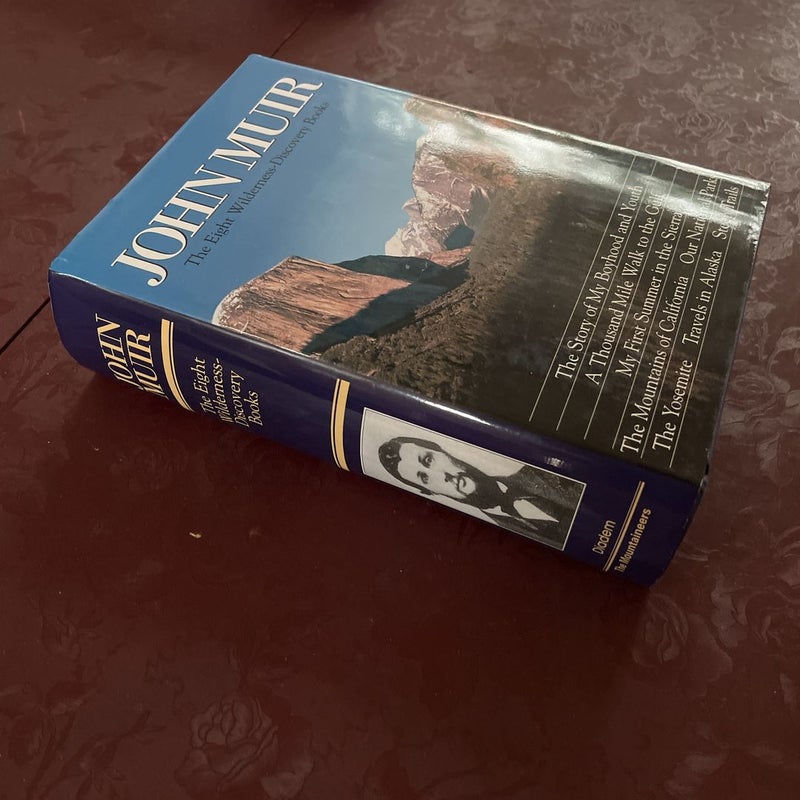 JOHN MUIR
The Eight Wilderness-Discovery Books
The Story of My Boyhood and Youth
A Thousand Mile Walk to the Gulf
My First Summer in the Sierra
The Mountains of California Our National Parks
The Yosemite Travels in Alaska Steep Trails
JOHN
MUIR
The Eight
Wilderness-
Discovery
Books
Diadem
The Mountaineers